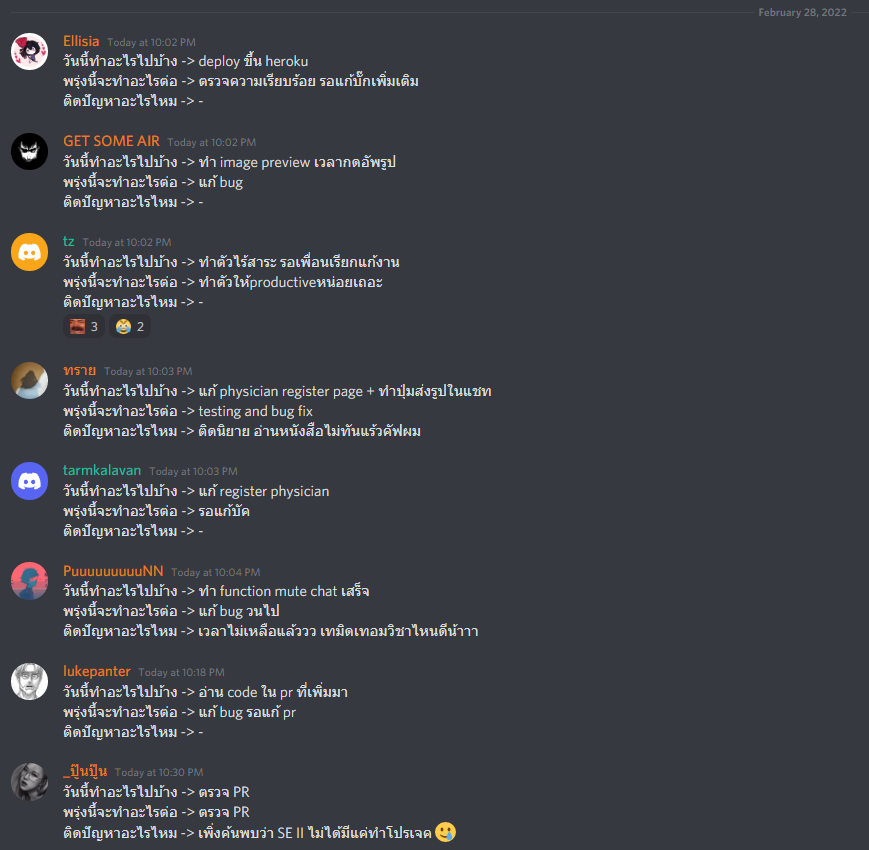 February 28, 2022
Ellisia Today at 10:02 PM
วันนี้ทำอะไรไปบ้าง -> deploy ขึ้น heroku
พรุ่งนี้จะทำอะไรต่อ -> ตรวจความเรียบร้อย รอแก้บั๊กเพิ่มเดิม
ติดปัญหาอะไรไหม -> -
GET SOME AIR Today at 10:02 PM
วันนี้ทำอะไรไปบ้าง -> ทำ image preview เวลากดอัพรูป
พรุ่งนี้จะทำอะไรต่อ -> แก้ bug
ติดปัญหาอะไรไหม -> -
tz Today at 10:02 PM
วันนี้ทำอะไรไปบ้าง -> ทำตัวไร้สาระ รอเพื่อนเรียกแก้งาน
พรุ่งนี้จะทำอะไรต่อ -> ทำตัวให้productiveหน่อยเถอะ
ติดปัญหาอะไรไหม -> -
3 2
ทราย Today at 10:03 PM
วันนี้ทำอะไรไปบ้าง -> แก้ physician register page + ทำปุ่มส่งรูปในแชท
พรุ่งนี้จะทำอะไรต่อ -> testing and bug fix
ติดปัญหาอะไรไหม -> ติดนิยาย อ่านหนังสือไม่ทันแร้วคัฟผม
tarmkalavan Today at 10:03 PM
วันนี้ทำอะไรไปบ้าง -> แก้ register physician
พรุ่งนี้จะทำอะไรต่อ -> รอแก้บัค
ติดปัญหาอะไรไหม -> -
PuuuuuuuuuNN Today at 10:04 PM
วันนี้ทำอะไรไปบ้าง -> ทำ function mute chat เสร็จ
พรุ่งนี้จะทำอะไรต่อ -> แก้ bug วนไป
ติดปัญหาอะไรไหม -> เวลาไม่เหลือแล้ววว เทมิดเทอมวิชาไหนดีน้าาา
lukepanter Today at 10:18 PM
วันนี้ทำอะไรไปบ้าง -> อ่าน code ใน pr ที่เพิ่มมา
พรุ่งนี้จะทำอะไรต่อ -> แก้ bug รอแก้ pr
ติดปัญหาอะไรไหม -> -
_ปุ๊นปุ๊น Today at 10:30 PM
วันนี้ทำอะไรไปบ้าง -> ตรวจ PR
พรุ่งนี้จะทำอะไรต่อ -> ตรวจ PR
ติดปัญหาอะไรไหม -> เพิ่งค้นพบว่า SE II ไม่ได้มีแค่ทำโปรเจค 🥲